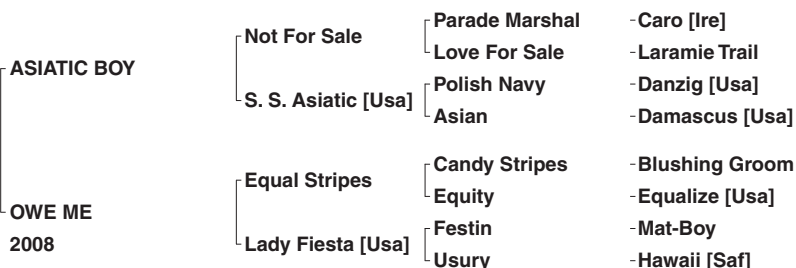 Parade Marshal - Caro [Ire]
Not For Sale
Love For Sale - Laramie Trail
ASIATIC BOY
Polish Navy - Danzig [Usa]
S. S. Asiatic [Usa]
Asian - Damascus [Usa]
Candy Stripes - Blushing Groom
Equal Stripes
Equity - Equalize [Usa]
OWE ME
Festin - Mat-Boy
2008
Lady Fiesta [Usa]
Usury - Hawaii [Saf]